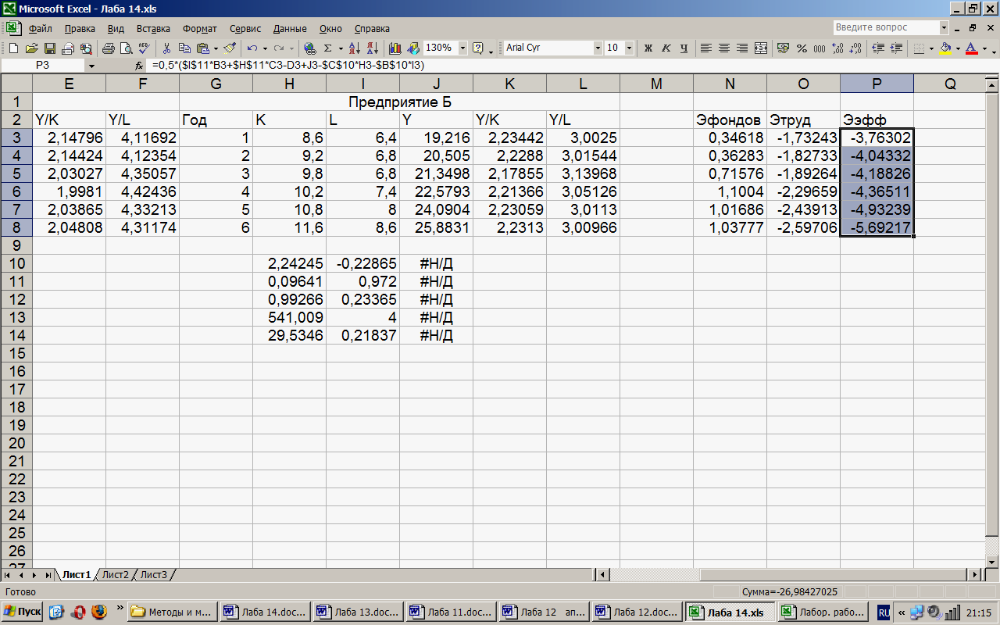 Microsoft Excel - Лаба 14.xls
Файл Правка Вид Вставка Формат Сервис Данные Окно Справка Введите вопрос
130% Arial Cyr 10 Ж К Ч % 000
P3 fx =0,5*($I$11*B3+$H$11*C3-D3+J3-$C$10*H3-$B$10*I3)
E F G H I J K L M N O P Q
1 Предприятие Б
2 Y/K Y/L Год K L Y Y/K Y/L Эфондов Этруд Ээфф
3 2,14796 4,11692 1 8,6 6,4 19,216 2,23442 3,0025 0,34618 -1,73243 -3,76302
4 2,14424 4,12354 2 9,2 6,8 20,505 2,2288 3,01544 0,36283 -1,82733 -4,04332
5 2,03027 4,35057 3 9,8 6,8 21,3498 2,17855 3,13968 0,71576 -1,89264 -4,18826
6 1,9981 4,42436 4 10,2 7,4 22,5793 2,21366 3,05126 1,1004 -2,29659 -4,36511
7 2,03865 4,33213 5 10,8 8 24,0904 2,23059 3,0113 1,01686 -2,43913 -4,93239
8 2,04808 4,31174 6 11,6 8,6 25,8831 2,2313 3,00966 1,03777 -2,59706 -5,69217
9
10 2,24245 -0,22865 #Н/Д
11 0,09641 0,972 #Н/Д
12 0,99266 0,23365 #Н/Д
13 541,009 4 #Н/Д
14 29,5346 0,21837 #Н/Д
15
16
17
18
19
20
21
22
23
24
25
26
27
Лист1 Лист2 Лист3
Готово Сумма=-26,98427025
Пуск » Методы и м... Лаба 14.doc... Лаба 13.doc... Лаба 11.doc... Лаба 12 ап... Лаба 12.doc... Лаба 14.xls Лабор. рабо... RU « 21:15